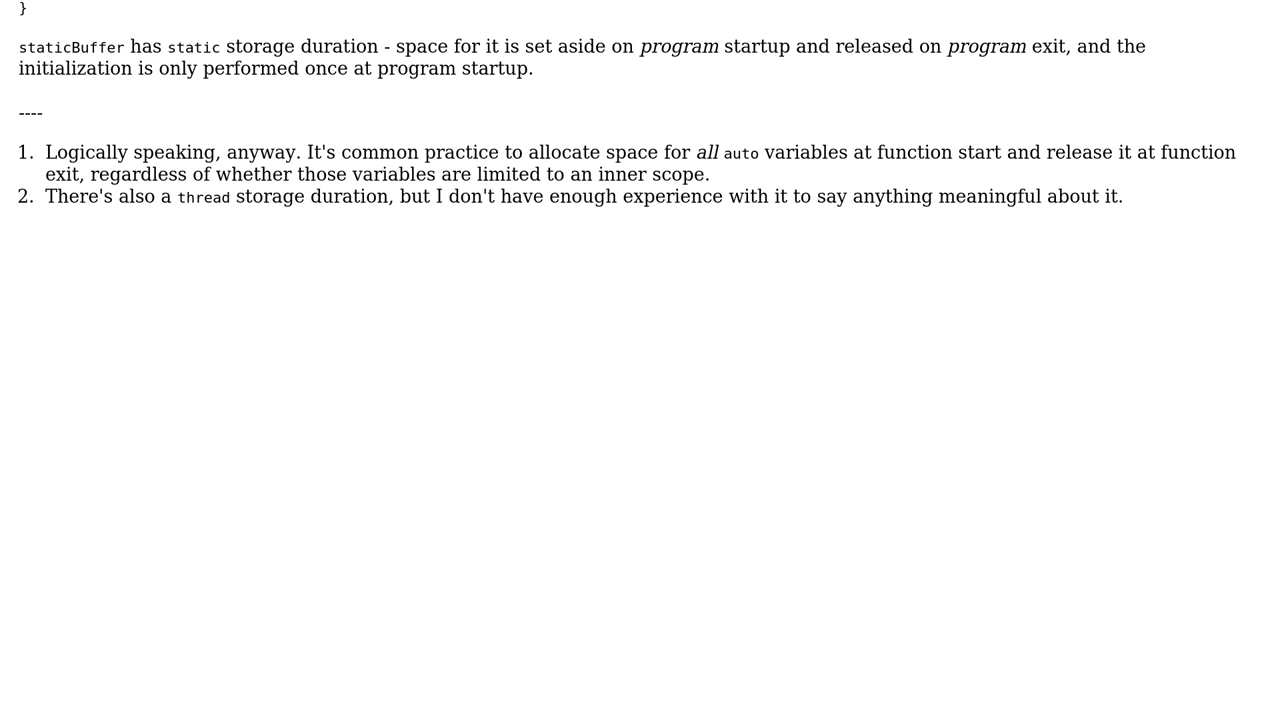 }
staticBuffer has static storage duration - space for it is set aside on program startup and released on program exit, and the
initialization is only performed once at program startup.
----
1. Logically speaking, anyway. It's common practice to allocate space for all auto variables at function start and release it at function
exit, regardless of whether those variables are limited to an inner scope.
2. There's also a thread storage duration, but I don't have enough experience with it to say anything meaningful about it.